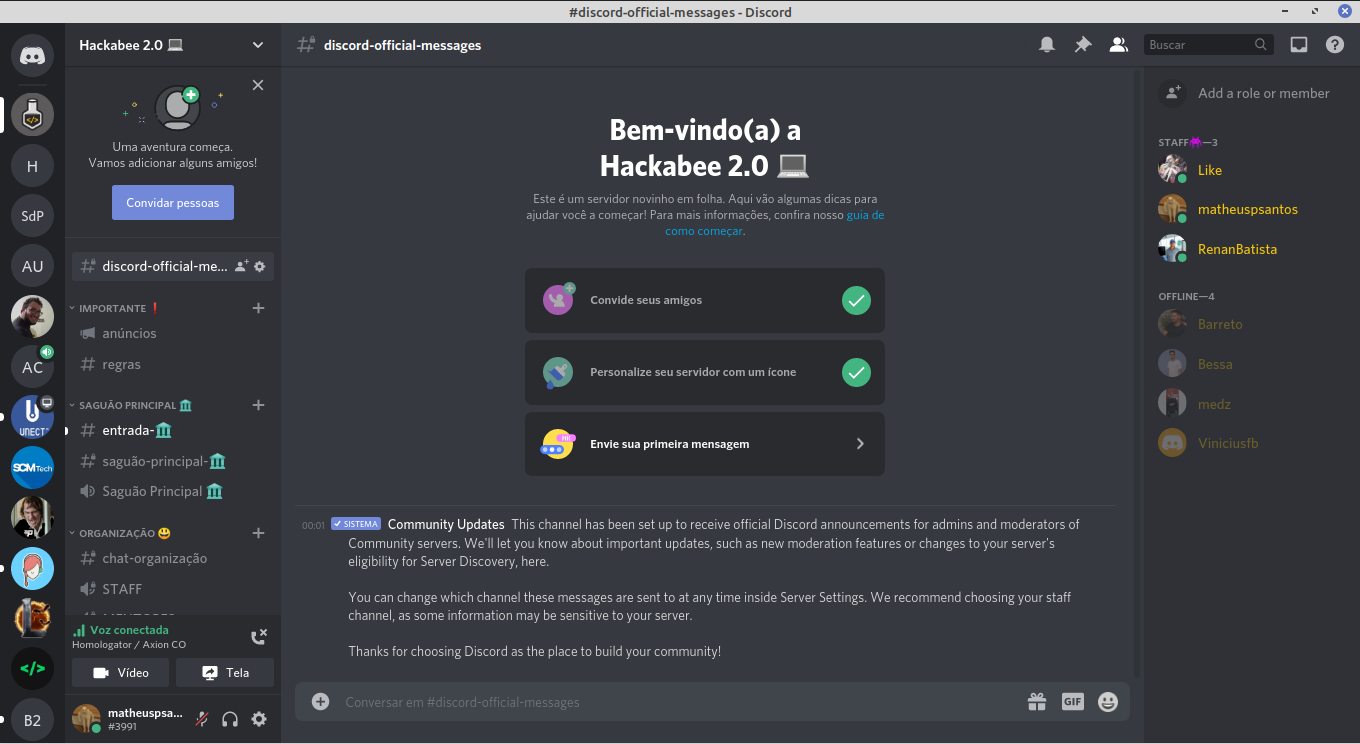 #discord-official-messages - Discord
Hackabee 2.0 💻
Uma aventura começa.
Vamos adicionar alguns amigos!
Convidar pessoas
discord-official-me...
IMPORTANTE ❗
anúncios
regras
SAGUÃO PRINCIPAL 🏛
entrada-🏛
saguão-principal-🏛
Saguão Principal 🏛
ORGANIZAÇÃO 😃
chat-organização
STAFF
Voz conectada
Homologator / Axion CO
Vídeo
Tela
matheuspsa...
#3991
H
SdP
AU
AC
UNECT
SCMTech
</>
B2
discord-official-messages
Buscar
Bem-vindo(a) a
Hackabee 2.0 💻
Este é um servidor novinho em folha. Aqui vão algumas dicas para
ajudar você a começar! Para mais informações, confira nosso guia de
como começar.
Convide seus amigos
Personalize seu servidor com um ícone
Envie sua primeira mensagem
00:01 ✓ SISTEMA Community Updates This channel has been set up to receive official Discord announcements for admins and moderators of
Community servers. We'll let you know about important updates, such as new moderation features or changes to your server's
eligibility for Server Discovery, here.
You can change which channel these messages are sent to at any time inside Server Settings. We recommend choosing your staff
channel, as some information may be sensitive to your server.
Thanks for choosing Discord as the place to build your community!
Conversar em #discord-official-messages
GIF
Add a role or member
STAFF👾—3
Like
matheuspsantos
RenanBatista
OFFLINE—4
Barreto
Bessa
medz
Viniciusfb